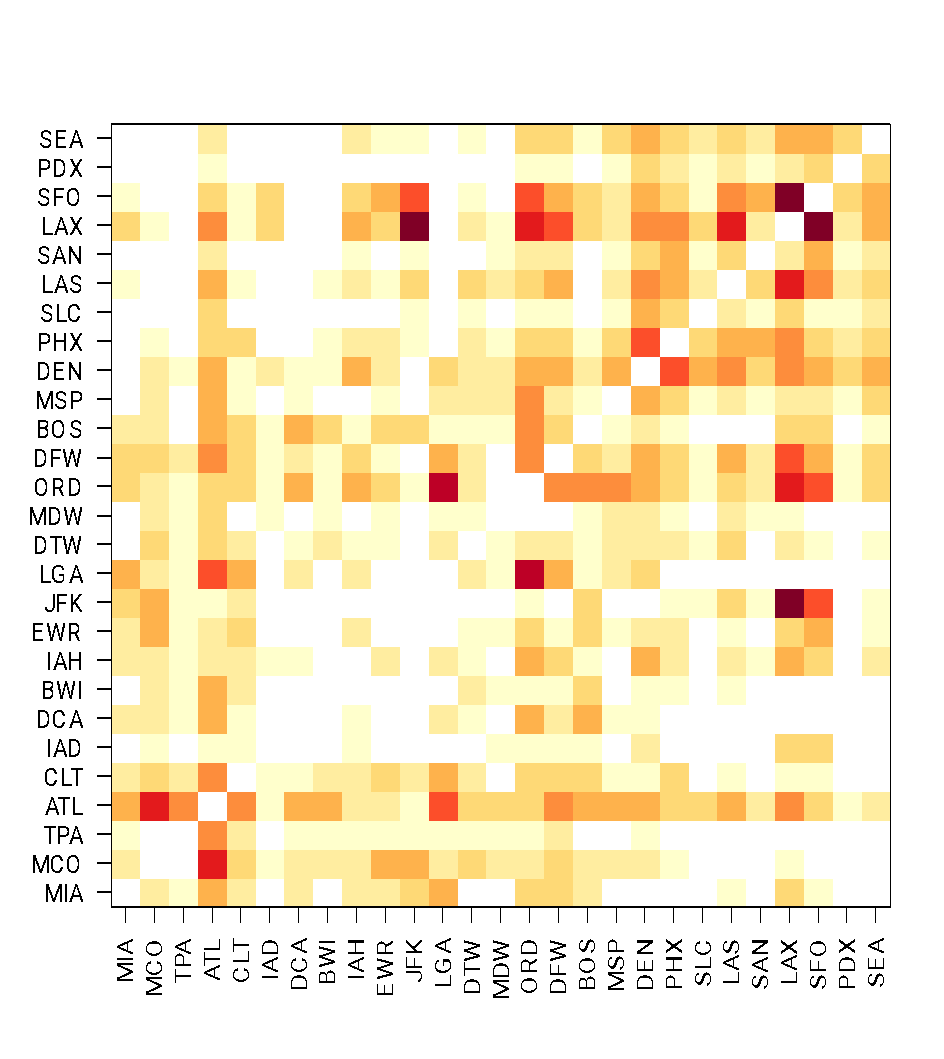 SEA
PDX
SFO
LAX
SAN
LAS
SLC
PHX
DEN
MSP
BOS
DFW
ORD
MDW
DTW
LGA
JFK
EWR
IAH
BWI
DCA
IAD
CLT
ATL
TPA
MCO
MIA
MIA MCO TPA ATL CLT IAD DCA BWI IAH EWR JFK LGA DTW MDW ORD DFW BOS MSP DEN PHX SLC LAS SAN LAX SFO PDX SEA